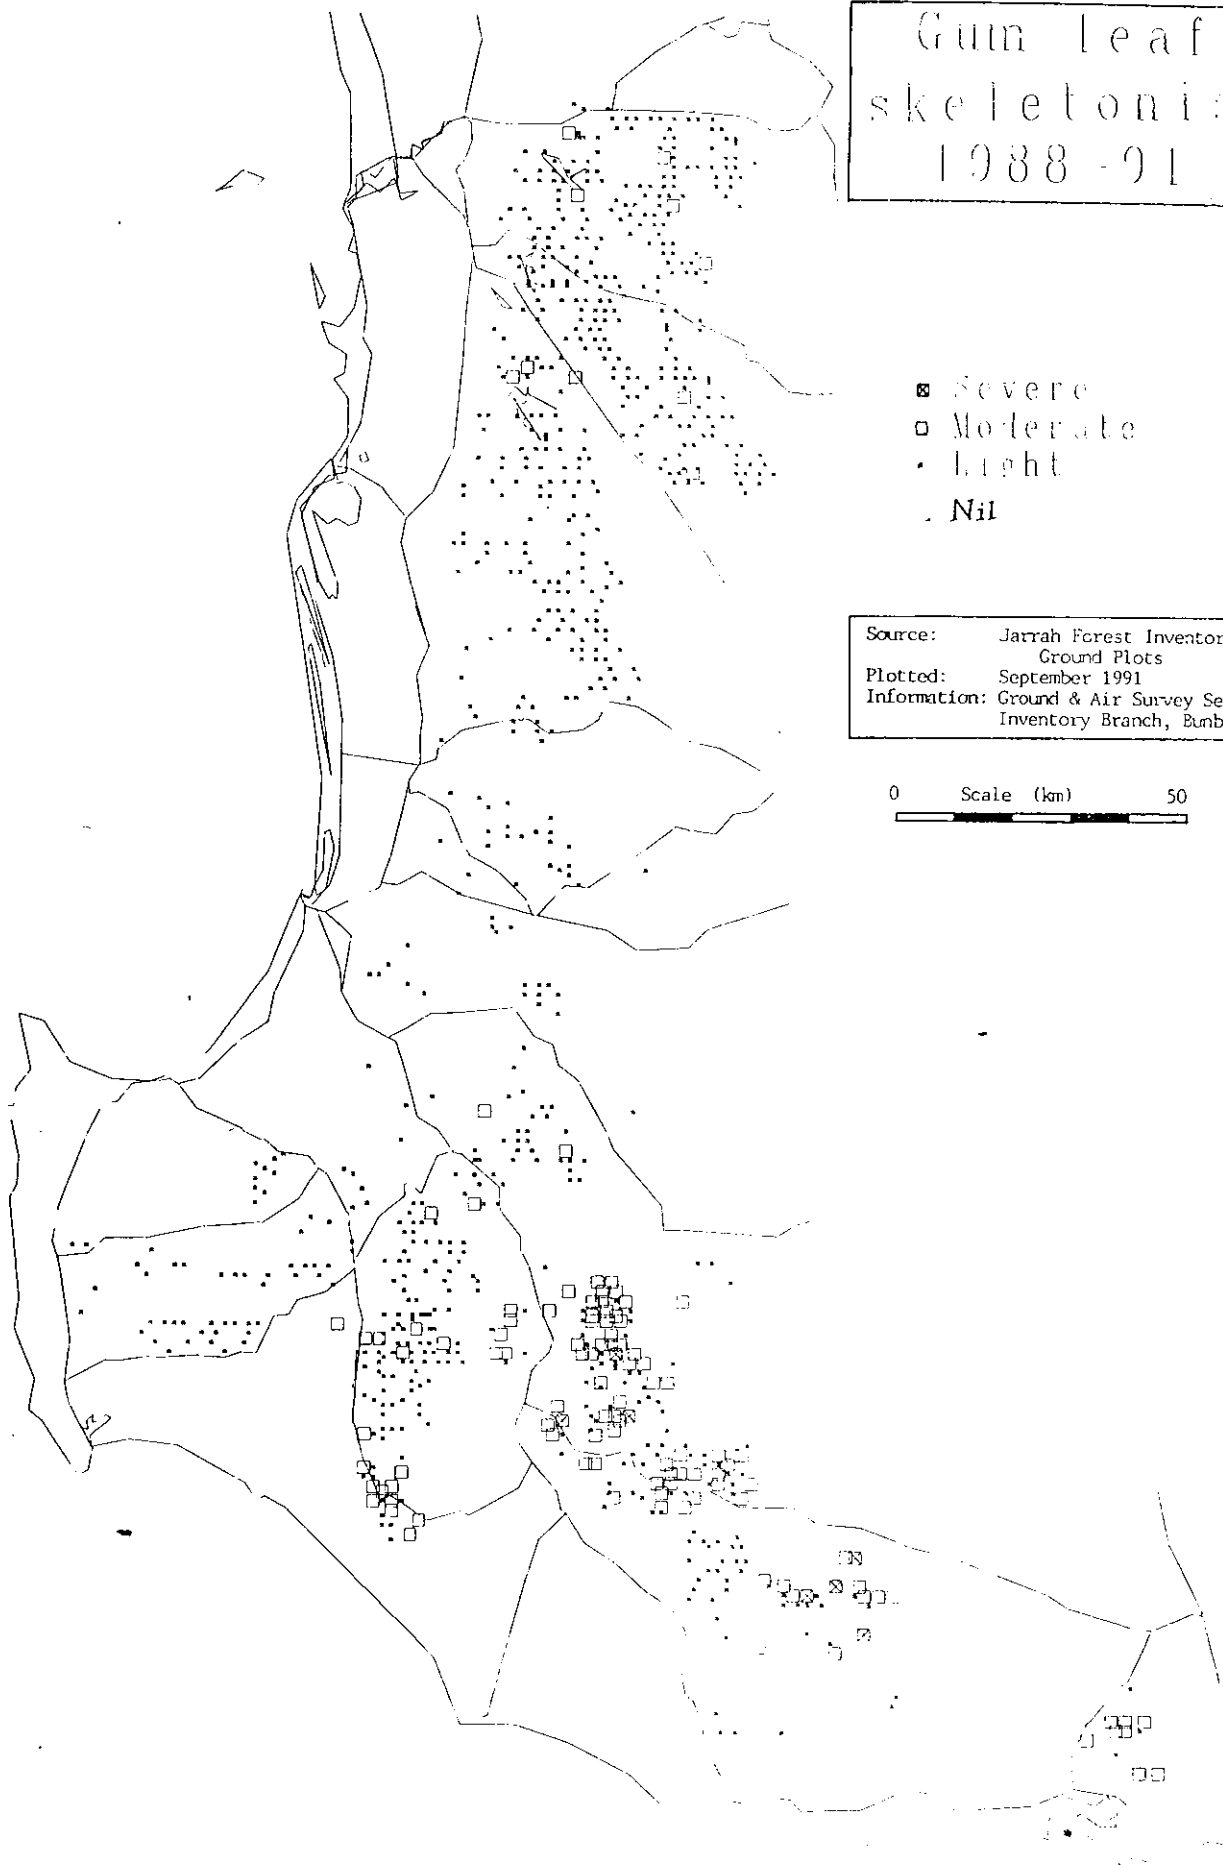 Gum leaf
skeletoni
1988-91
Severe
Moderate
Light
Nil
Source: Jarrah Forest Inventor
Ground Plots
Plotted: September 1991
Information: Ground & Air Survey Se
Inventory Branch, Bunb
0 Scale (km) 50